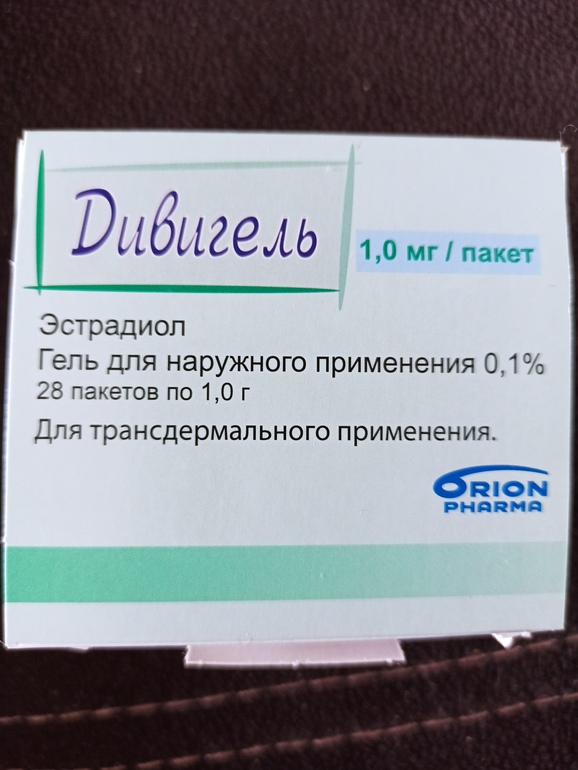 Дивигель
1,0 мг / пакет
Эстрадиол
Гель для наружного применения 0,1%
28 пакетов по 1,0 г
Для трансдермального применения.
ORION
PHARMA